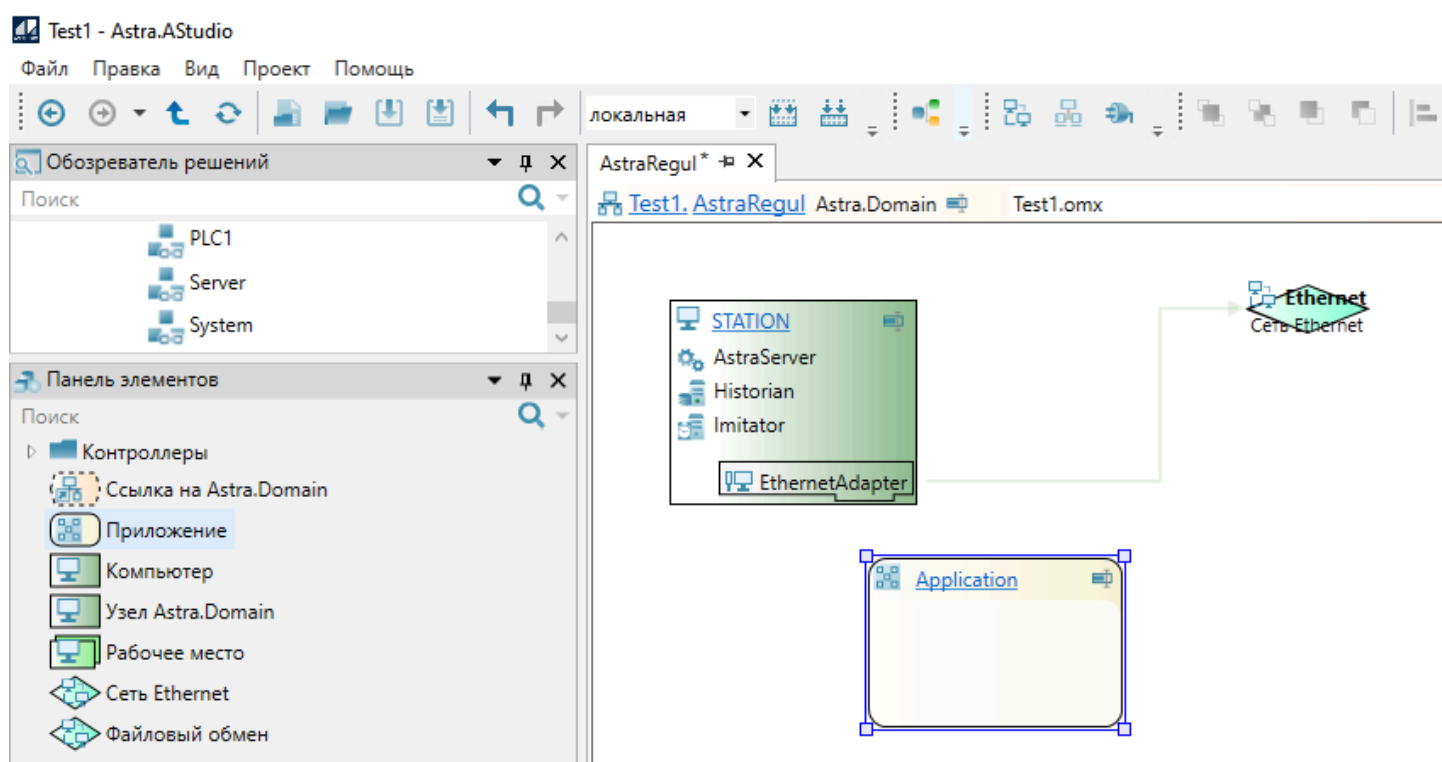 Test1 - Astra.AStudio
Файл Правка Вид Проект Помощь
локальная
Обозреватель решений
Поиск
PLC1
Server
System
Панель элементов
Поиск
Контроллеры
Ссылка на Astra.Domain
Приложение
Компьютер
Узел Astra.Domain
Рабочее место
Сеть Ethernet
Файловый обмен
AstraRegul*
Test1. AstraRegul Astra.Domain Test1.omx
STATION
AstraServer
Historian
Imitator
EthernetAdapter
Ethernet
Сеть Ethernet
Application